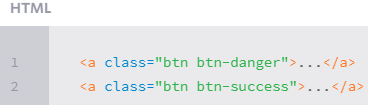 HTML
1 <a class="btn btn-danger">...</a>
2 <a class="btn btn-success">...</a>